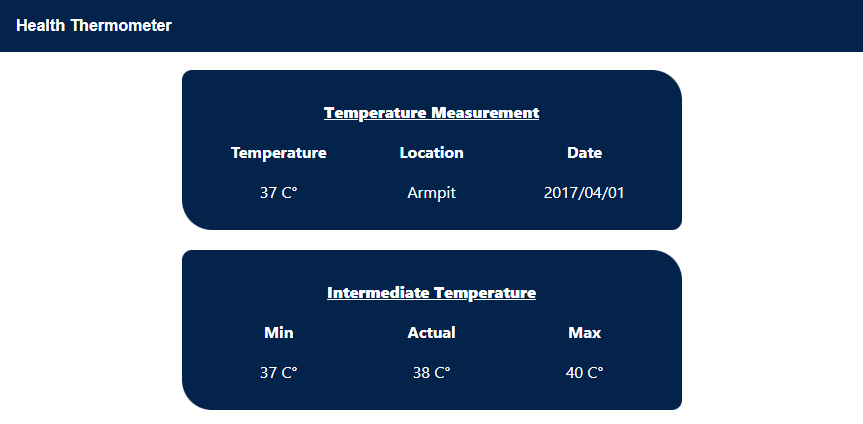 Health Thermometer
Temperature Measurement
Temperature Location Date
37 C° Armpit 2017/04/01
Intermediate Temperature
Min Actual Max
37 C° 38 C° 40 C°